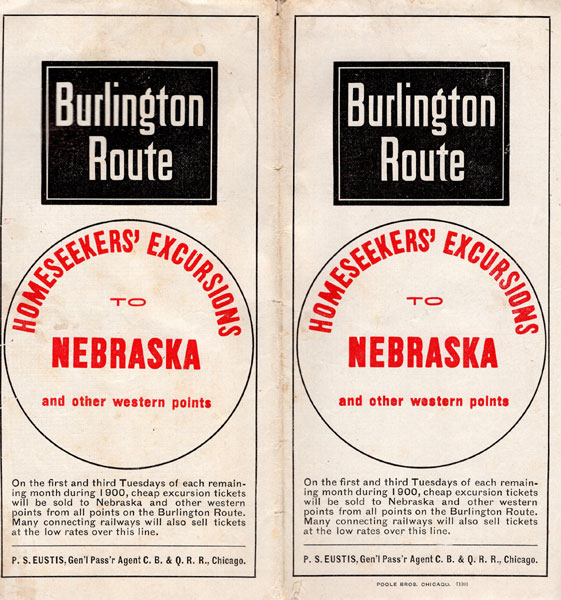 Burlington
Route
HOMESEEKERS' EXCURSIONS
TO
NEBRASKA
and other western points
On the first and third Tuesdays of each remain-
ing month during 1900, cheap excursion tickets
will be sold to Nebraska and other western
points from all points on the Burlington Route.
Many connecting railways will also sell tickets
at the low rates over this line.
P. S. EUSTIS, Gen'l Pass'r Agent C. B. & Q. R. R., Chicago.
Burlington
Route
HOMESEEKERS' EXCURSIONS
TO
NEBRASKA
and other western points
On the first and third Tuesdays of each remain-
ing month during 1900, cheap excursion tickets
will be sold to Nebraska and other western
points from all points on the Burlington Route.
Many connecting railways will also sell tickets
at the low rates over this line.
P. S. EUSTIS, Gen'l Pass'r Agent C. B. & Q. R. R., Chicago.
POOLE BROS. CHICAGO.